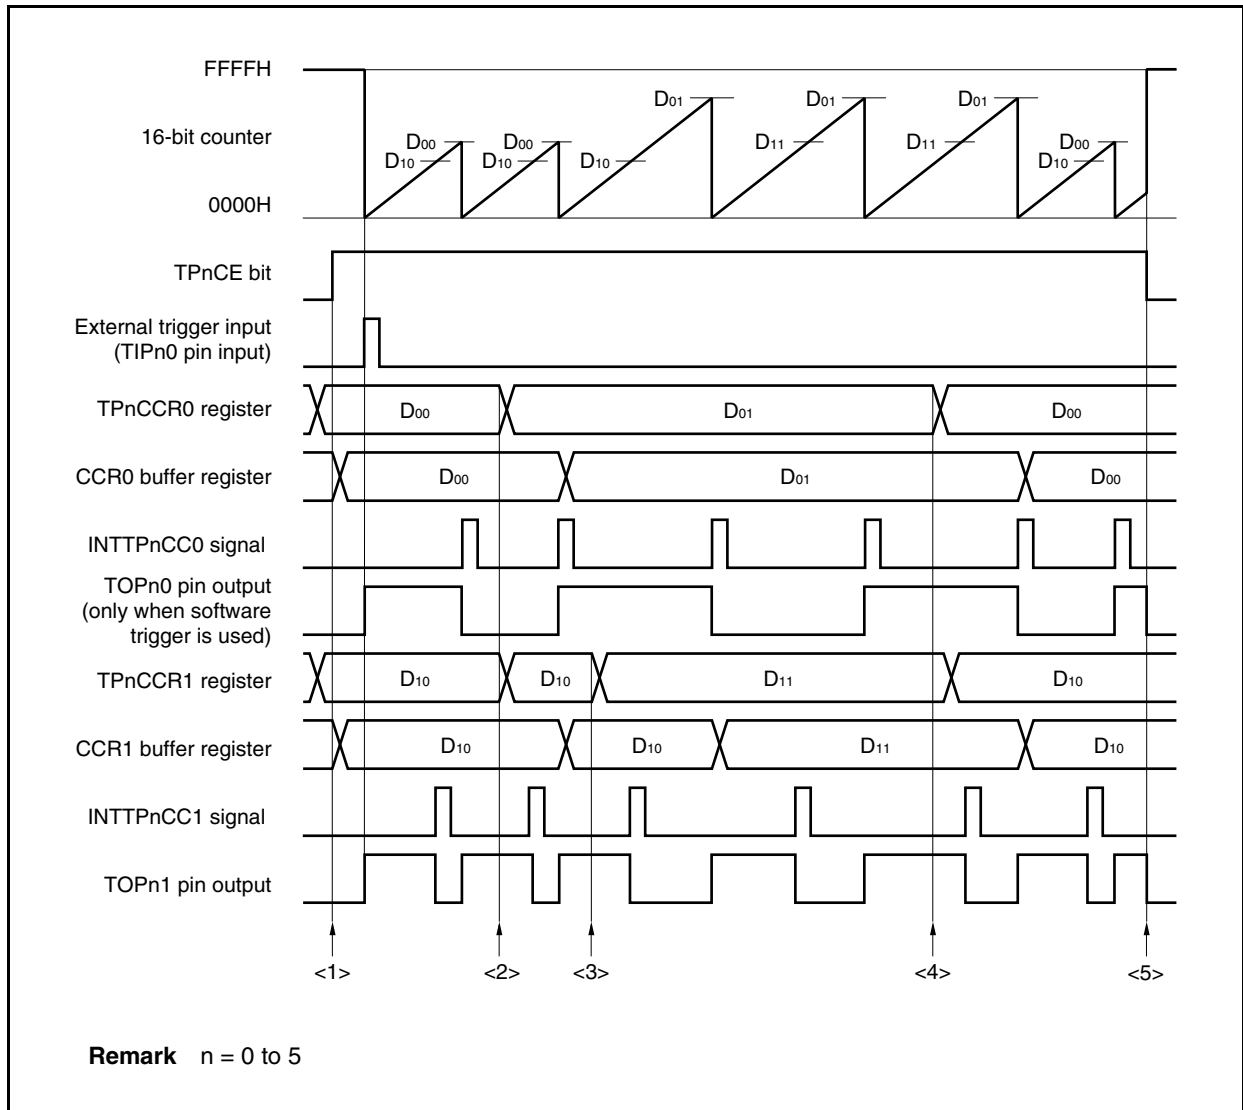 FFFFH
D01
D01
D01
16-bit counter
D00
D00
D11
D11
D00
D10
D10
D10
D10
0000H
TPnCE bit
External trigger input
(TIPn0 pin input)
TPnCCR0 register
D00
D01
D00
CCR0 buffer register
D00
D01
D00
INTTPnCC0 signal
TOPn0 pin output
(only when software
trigger is used)
TPnCCR1 register
D10
D10
D11
D10
CCR1 buffer register
D10
D10
D11
D10
INTTPnCC1 signal
TOPn1 pin output
<1>
<2>
<3>
<4>
<5>
Remark n = 0 to 5